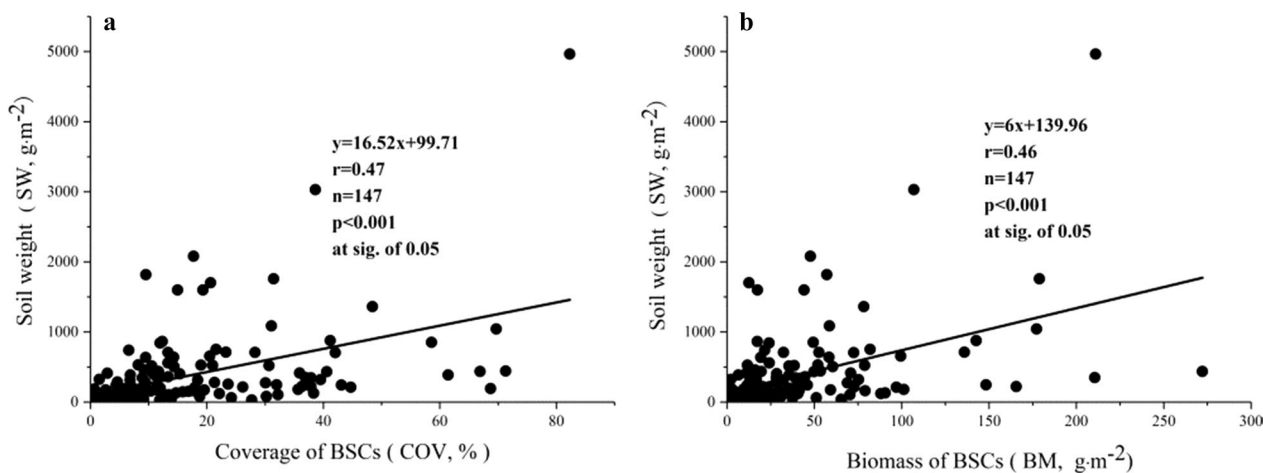 a
5000
4000
3000
2000
1000
0
0
20
40
60
80
Soil weight ( SW, g·m⁻²)
Coverage of BSCs ( COV, % )
y=16.52x+99.71
r=0.47
n=147
p<0.001
at sig. of 0.05
b
5000
4000
3000
2000
1000
0
0
50
100
150
200
250
300
Soil weight ( SW, g·m⁻²)
Biomass of BSCs ( BM, g·m⁻²)
y=6x+139.96
r=0.46
n=147
p<0.001
at sig. of 0.05